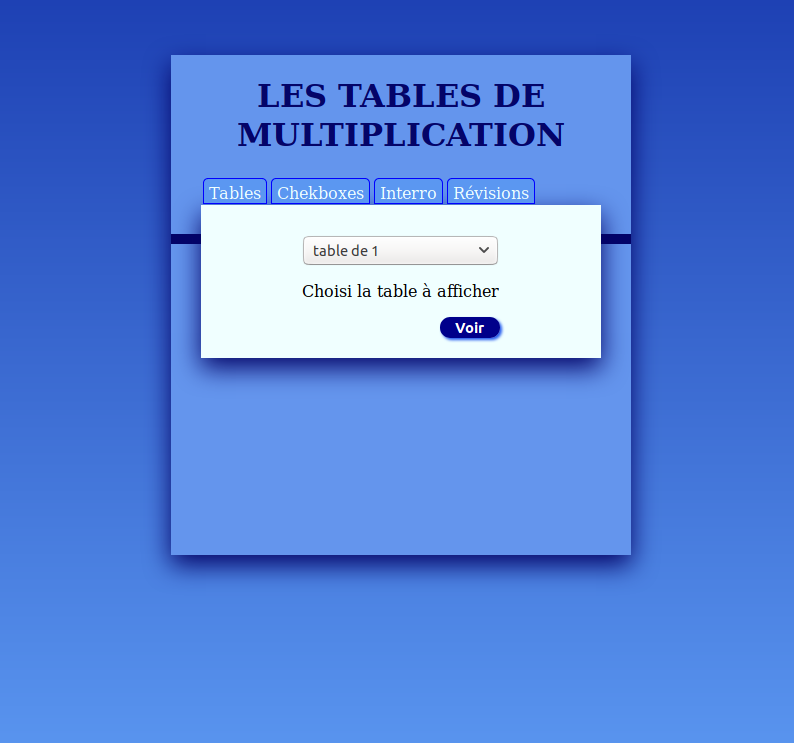 LES TABLES DE
MULTIPLICATION
Tables Chekboxes Interro Révisions
table de 1
Choisi la table à afficher
Voir